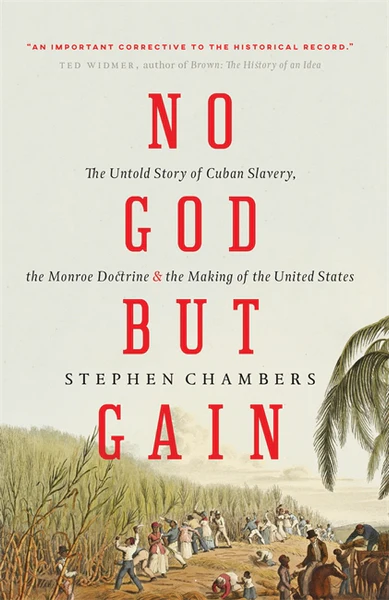 "AN IMPORTANT CORRECTIVE TO THE HISTORICAL RECORD."
TED WIDMER, author of Brown: The History of an Idea
NO
The Untold Story of Cuban Slavery,
GOD
the Monroe Doctrine & the Making of the United States
BUT
STEPHEN CHAMBERS
GAIN